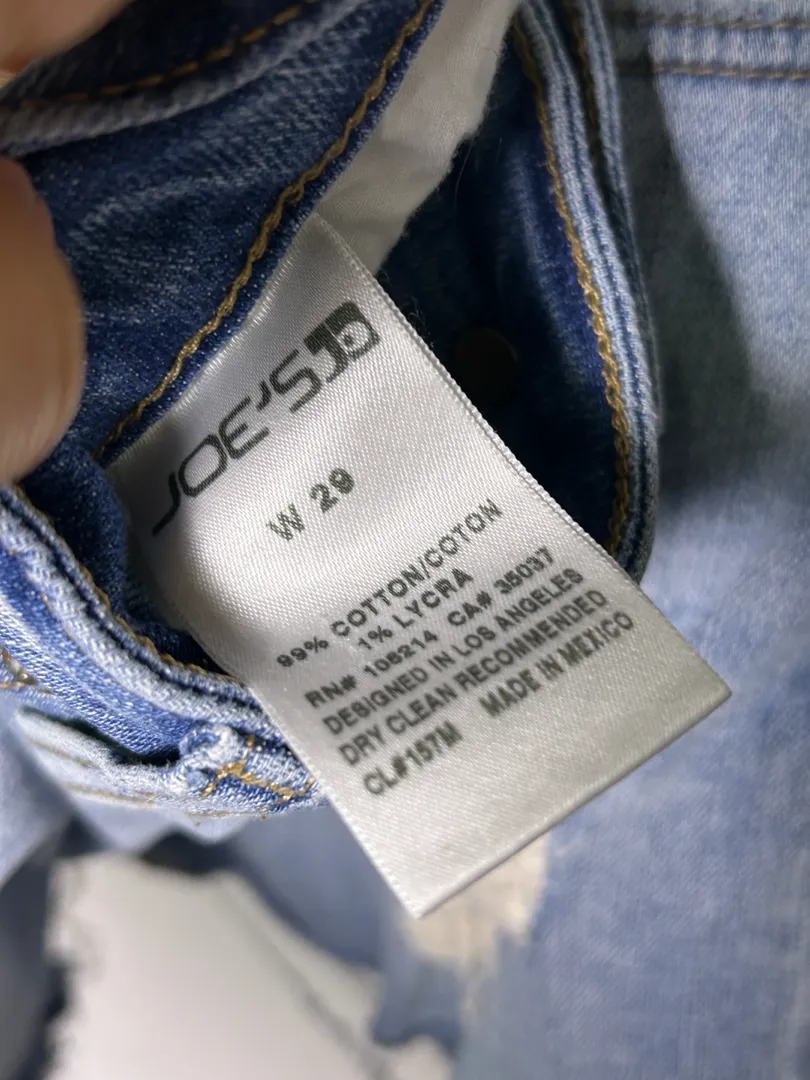 JOE'S
W 29
99% COTTON/COTON
1% LYCRA
RN# 108214 CA# 35037
DESIGNED IN LOS ANGELES
DRY CLEAN RECOMMENDED
CL#157M MADE IN MEXICO